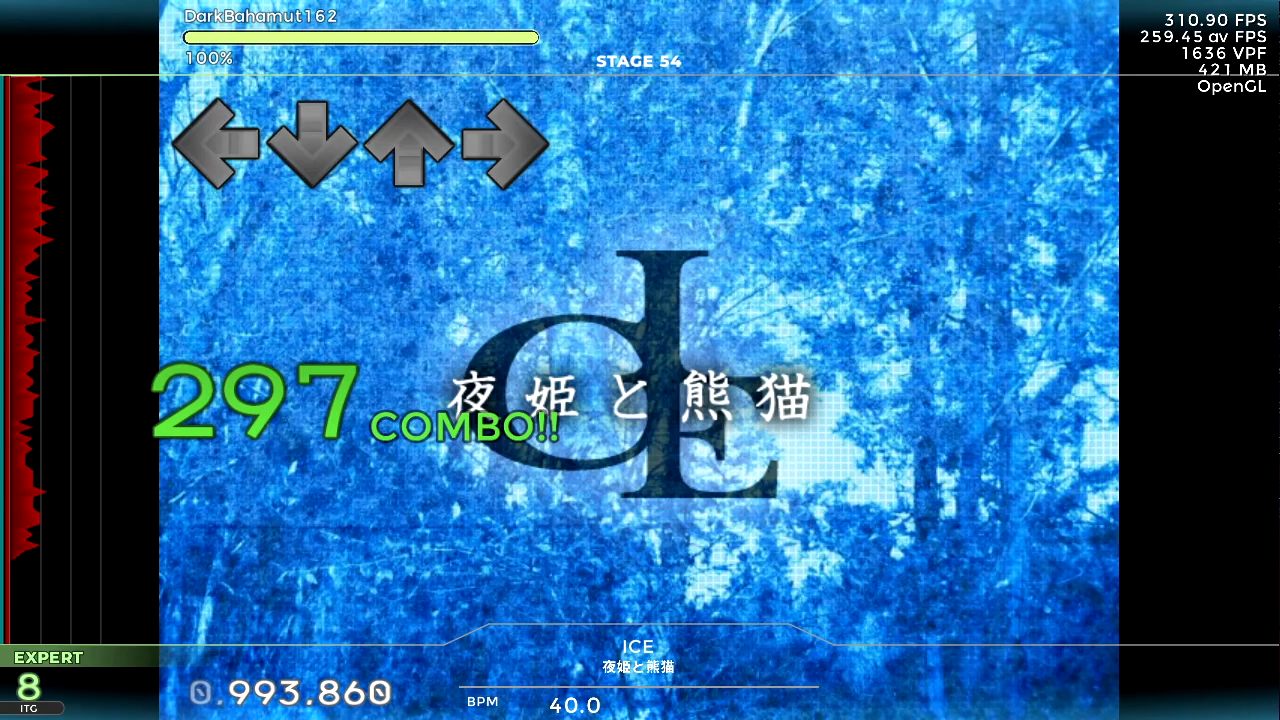 DarkBahamut162
100%
STAGE 54
310.90 FPS
259.45 av FPS
1636 VPF
421 MB
OpenGL
ICE
夜姫と熊猫
297 COMBO!!
EXPERT
8
ITG
0.993.860
ICE
夜姫と熊猫
BPM 40.0